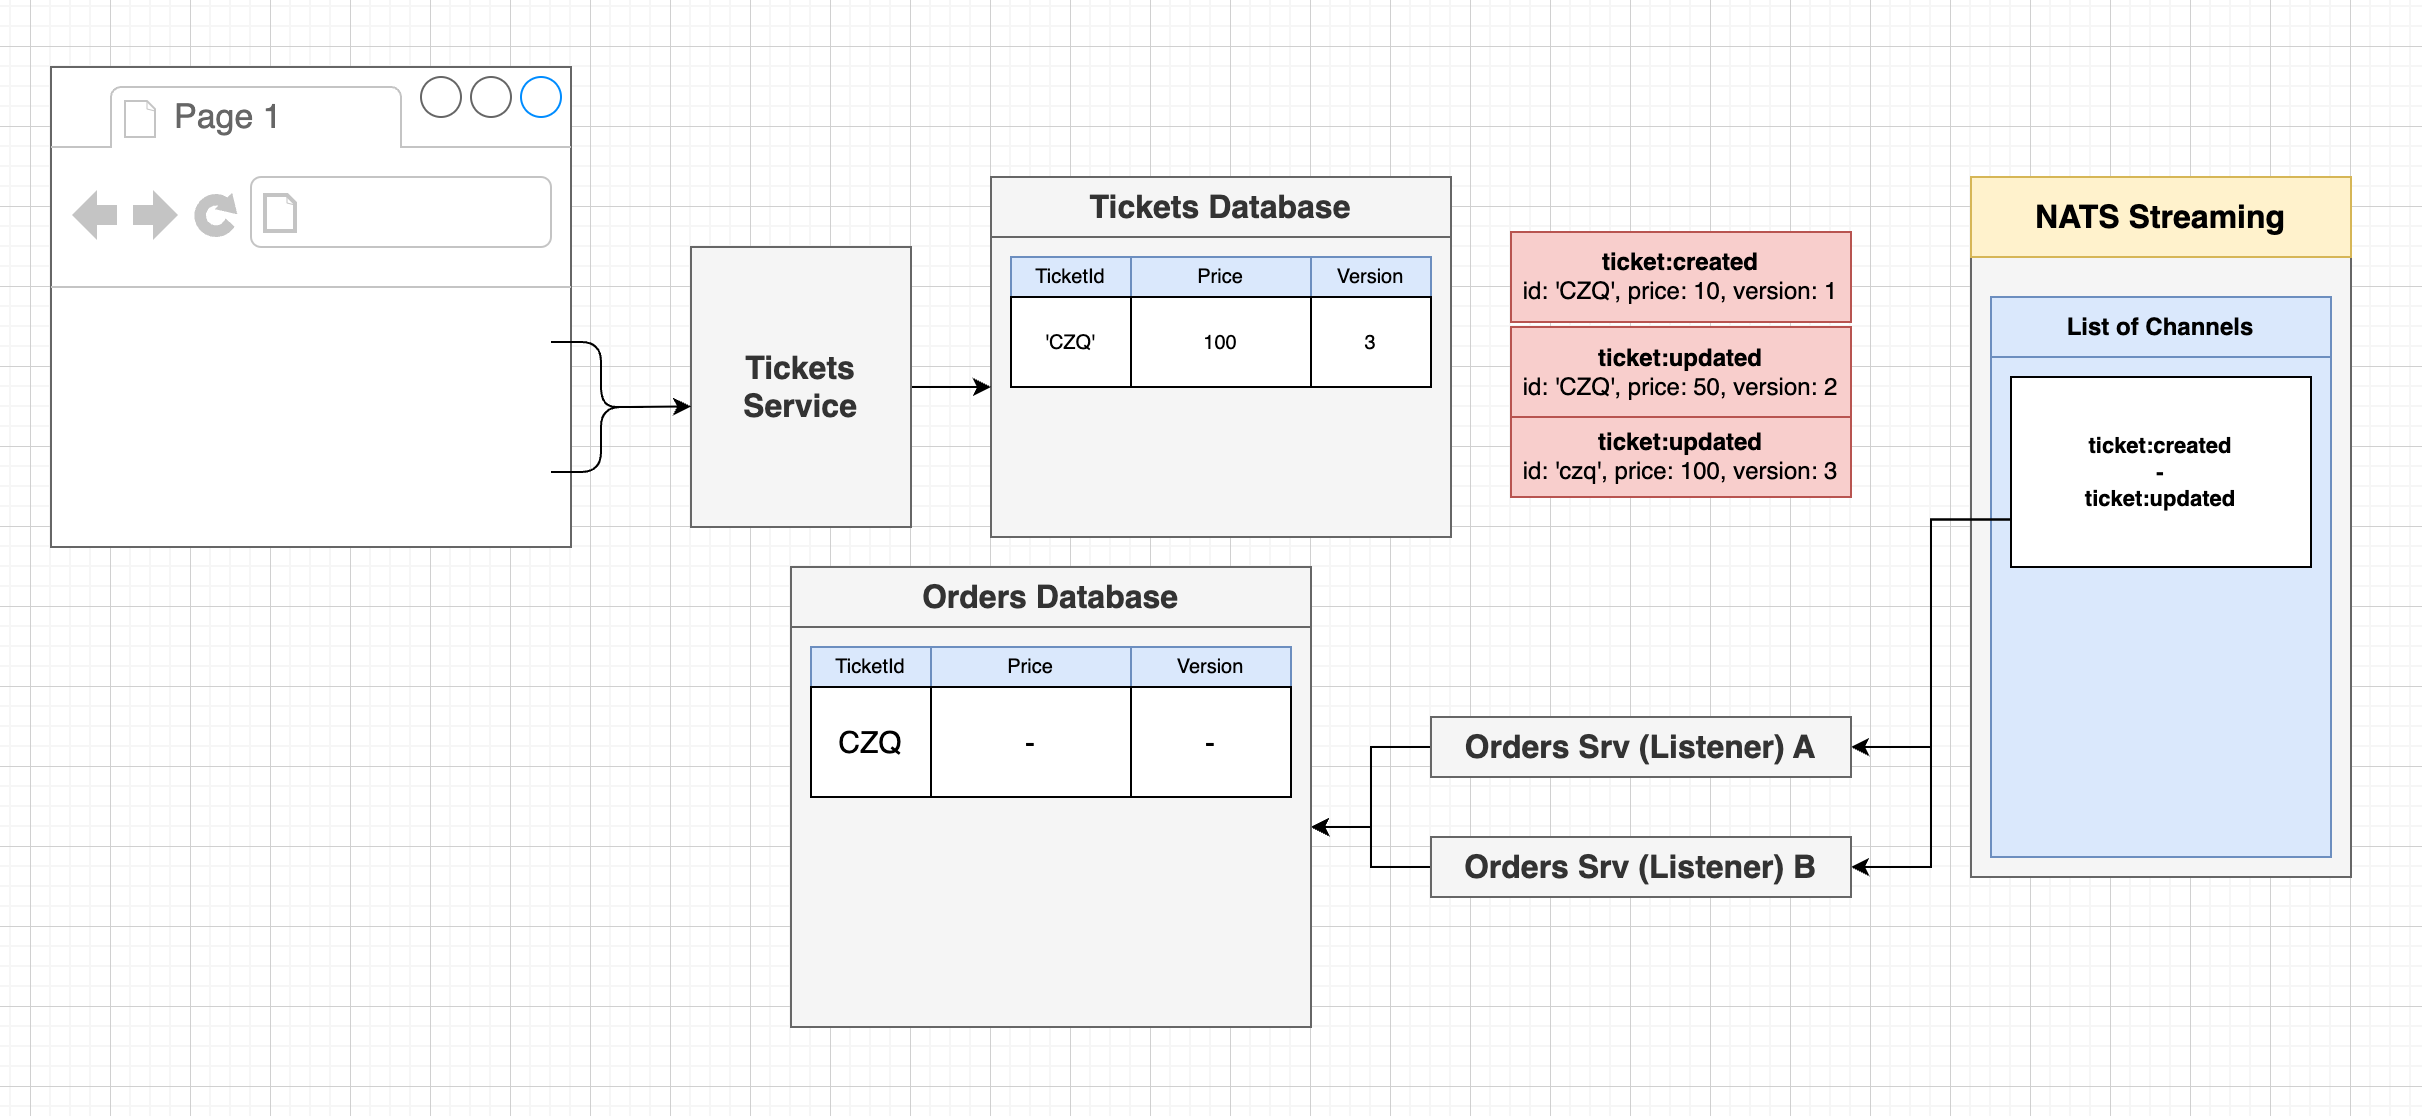 Page 1
Tickets
Service
Tickets Database
TicketId Price Version
'CZQ' 100 3
ticket:created
id: 'CZQ', price: 10, version: 1
ticket:updated
id: 'CZQ', price: 50, version: 2
ticket:updated
id: 'czq', price: 100, version: 3
NATS Streaming
List of Channels
ticket:created
-
ticket:updated
Orders Database
TicketId Price Version
CZQ - -
Orders Srv (Listener) A
Orders Srv (Listener) B